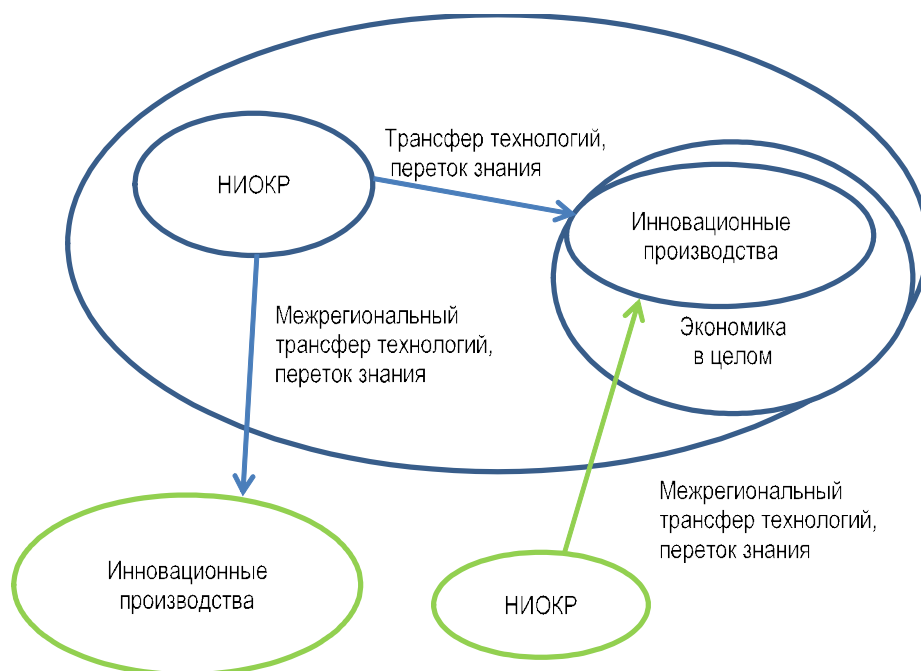 Трансфер технологий,
переток знания
НИОКР
Инновационные
производства
Межрегиональный
трансфер технологий,
переток знания
Экономика
в целом
Межрегиональный
трансфер технологий,
переток знания
Инновационные
производства
НИОКР